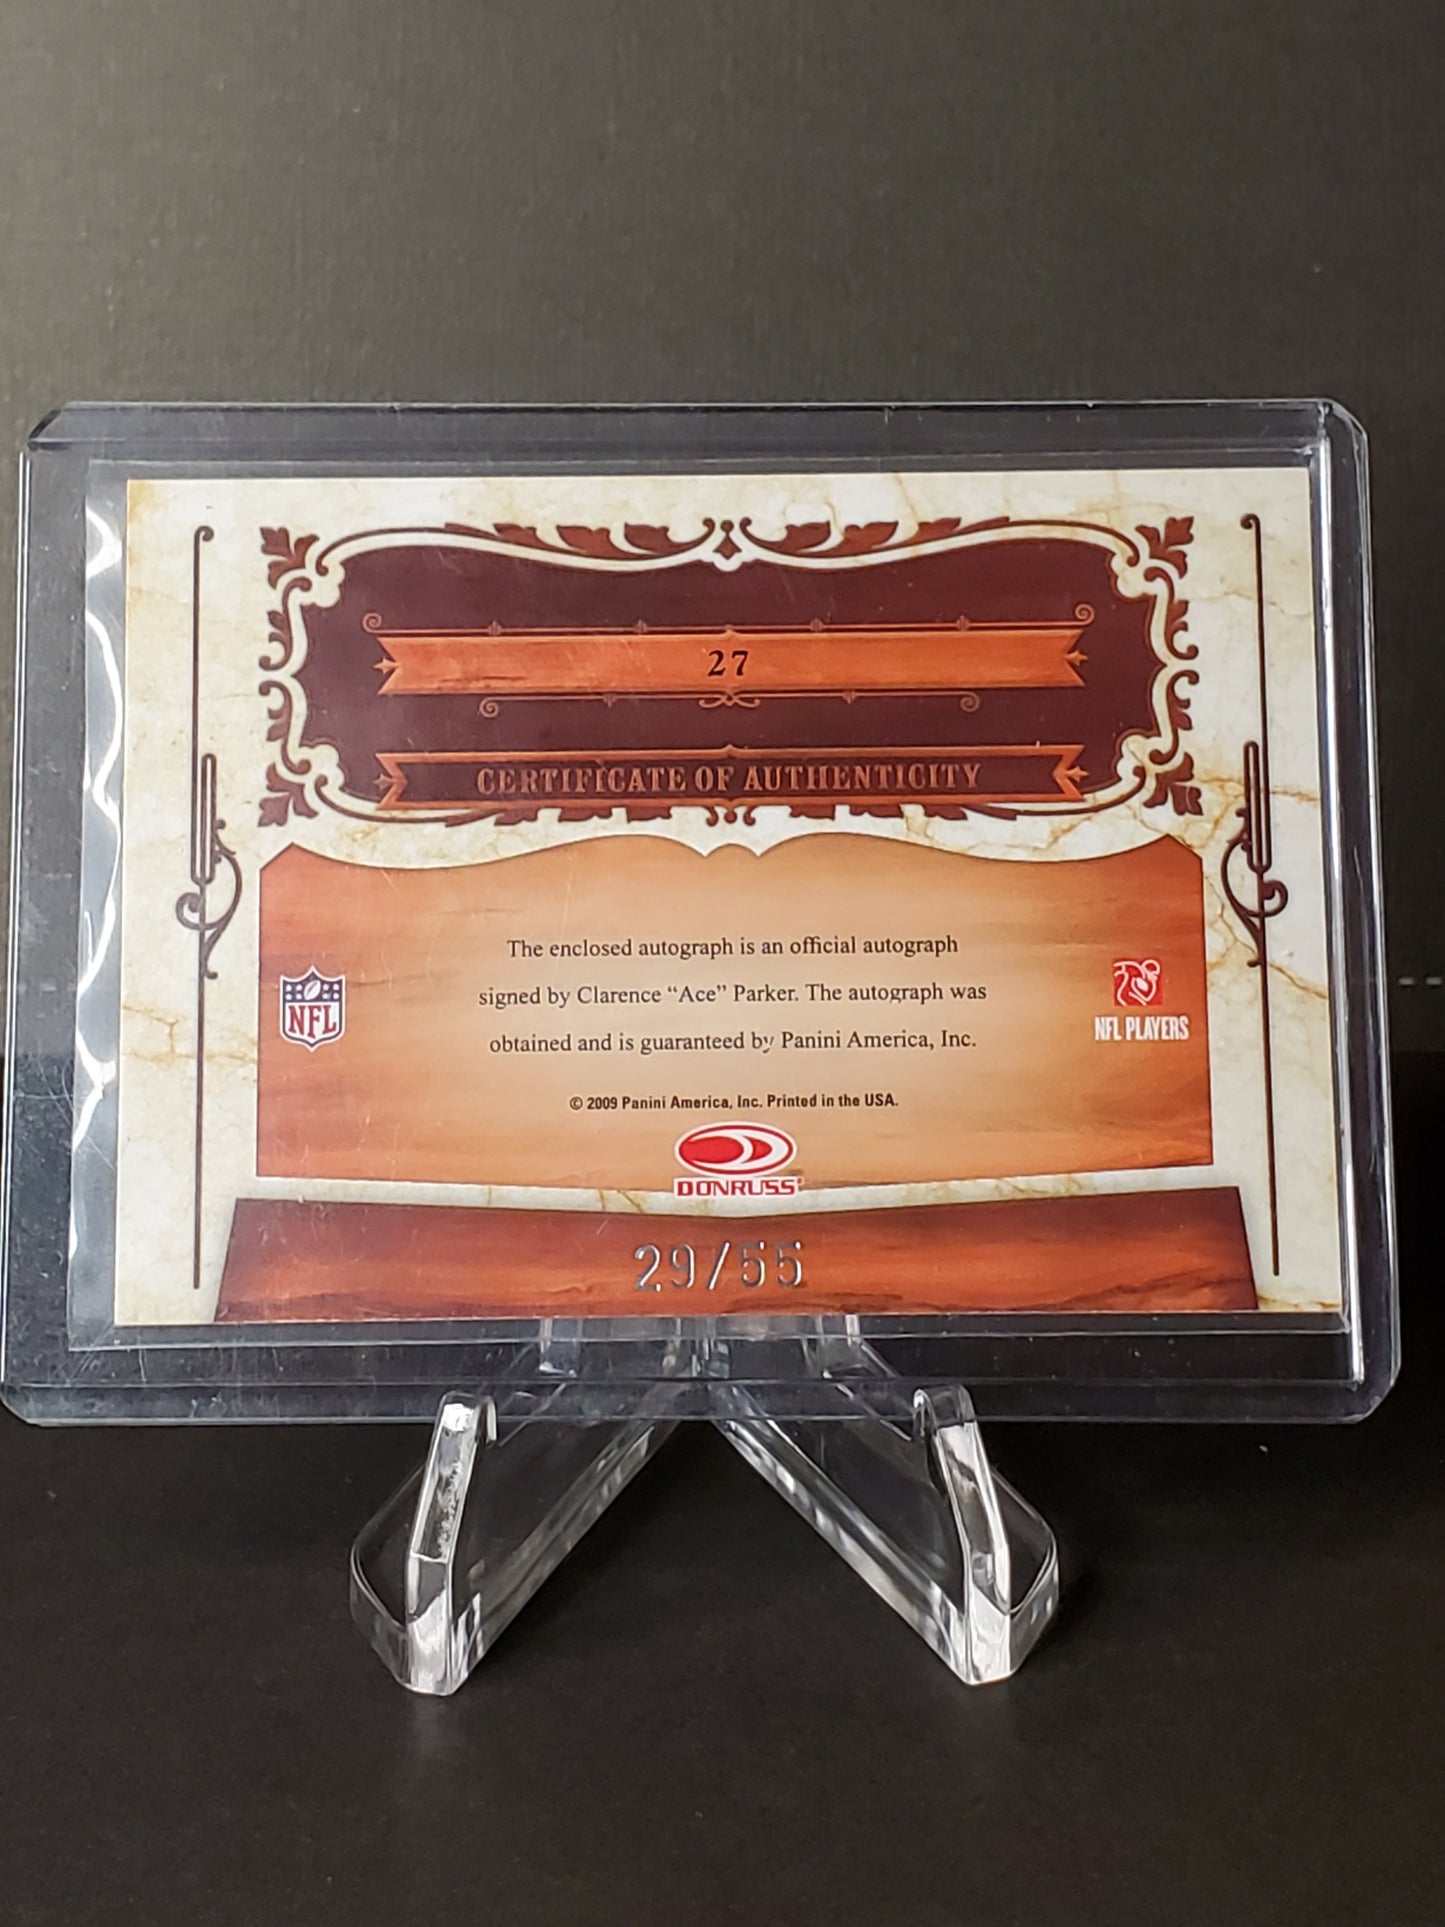 27
CERTIFICATE OF AUTHENTICITY
The enclosed autograph is an official autograph
signed by Clarence “Ace” Parker. The autograph was
obtained and is guaranteed by Panini America, Inc.
NFL
NFL PLAYERS
© 2009 Panini America, Inc. Printed in the USA.
DONRUSS
29/55